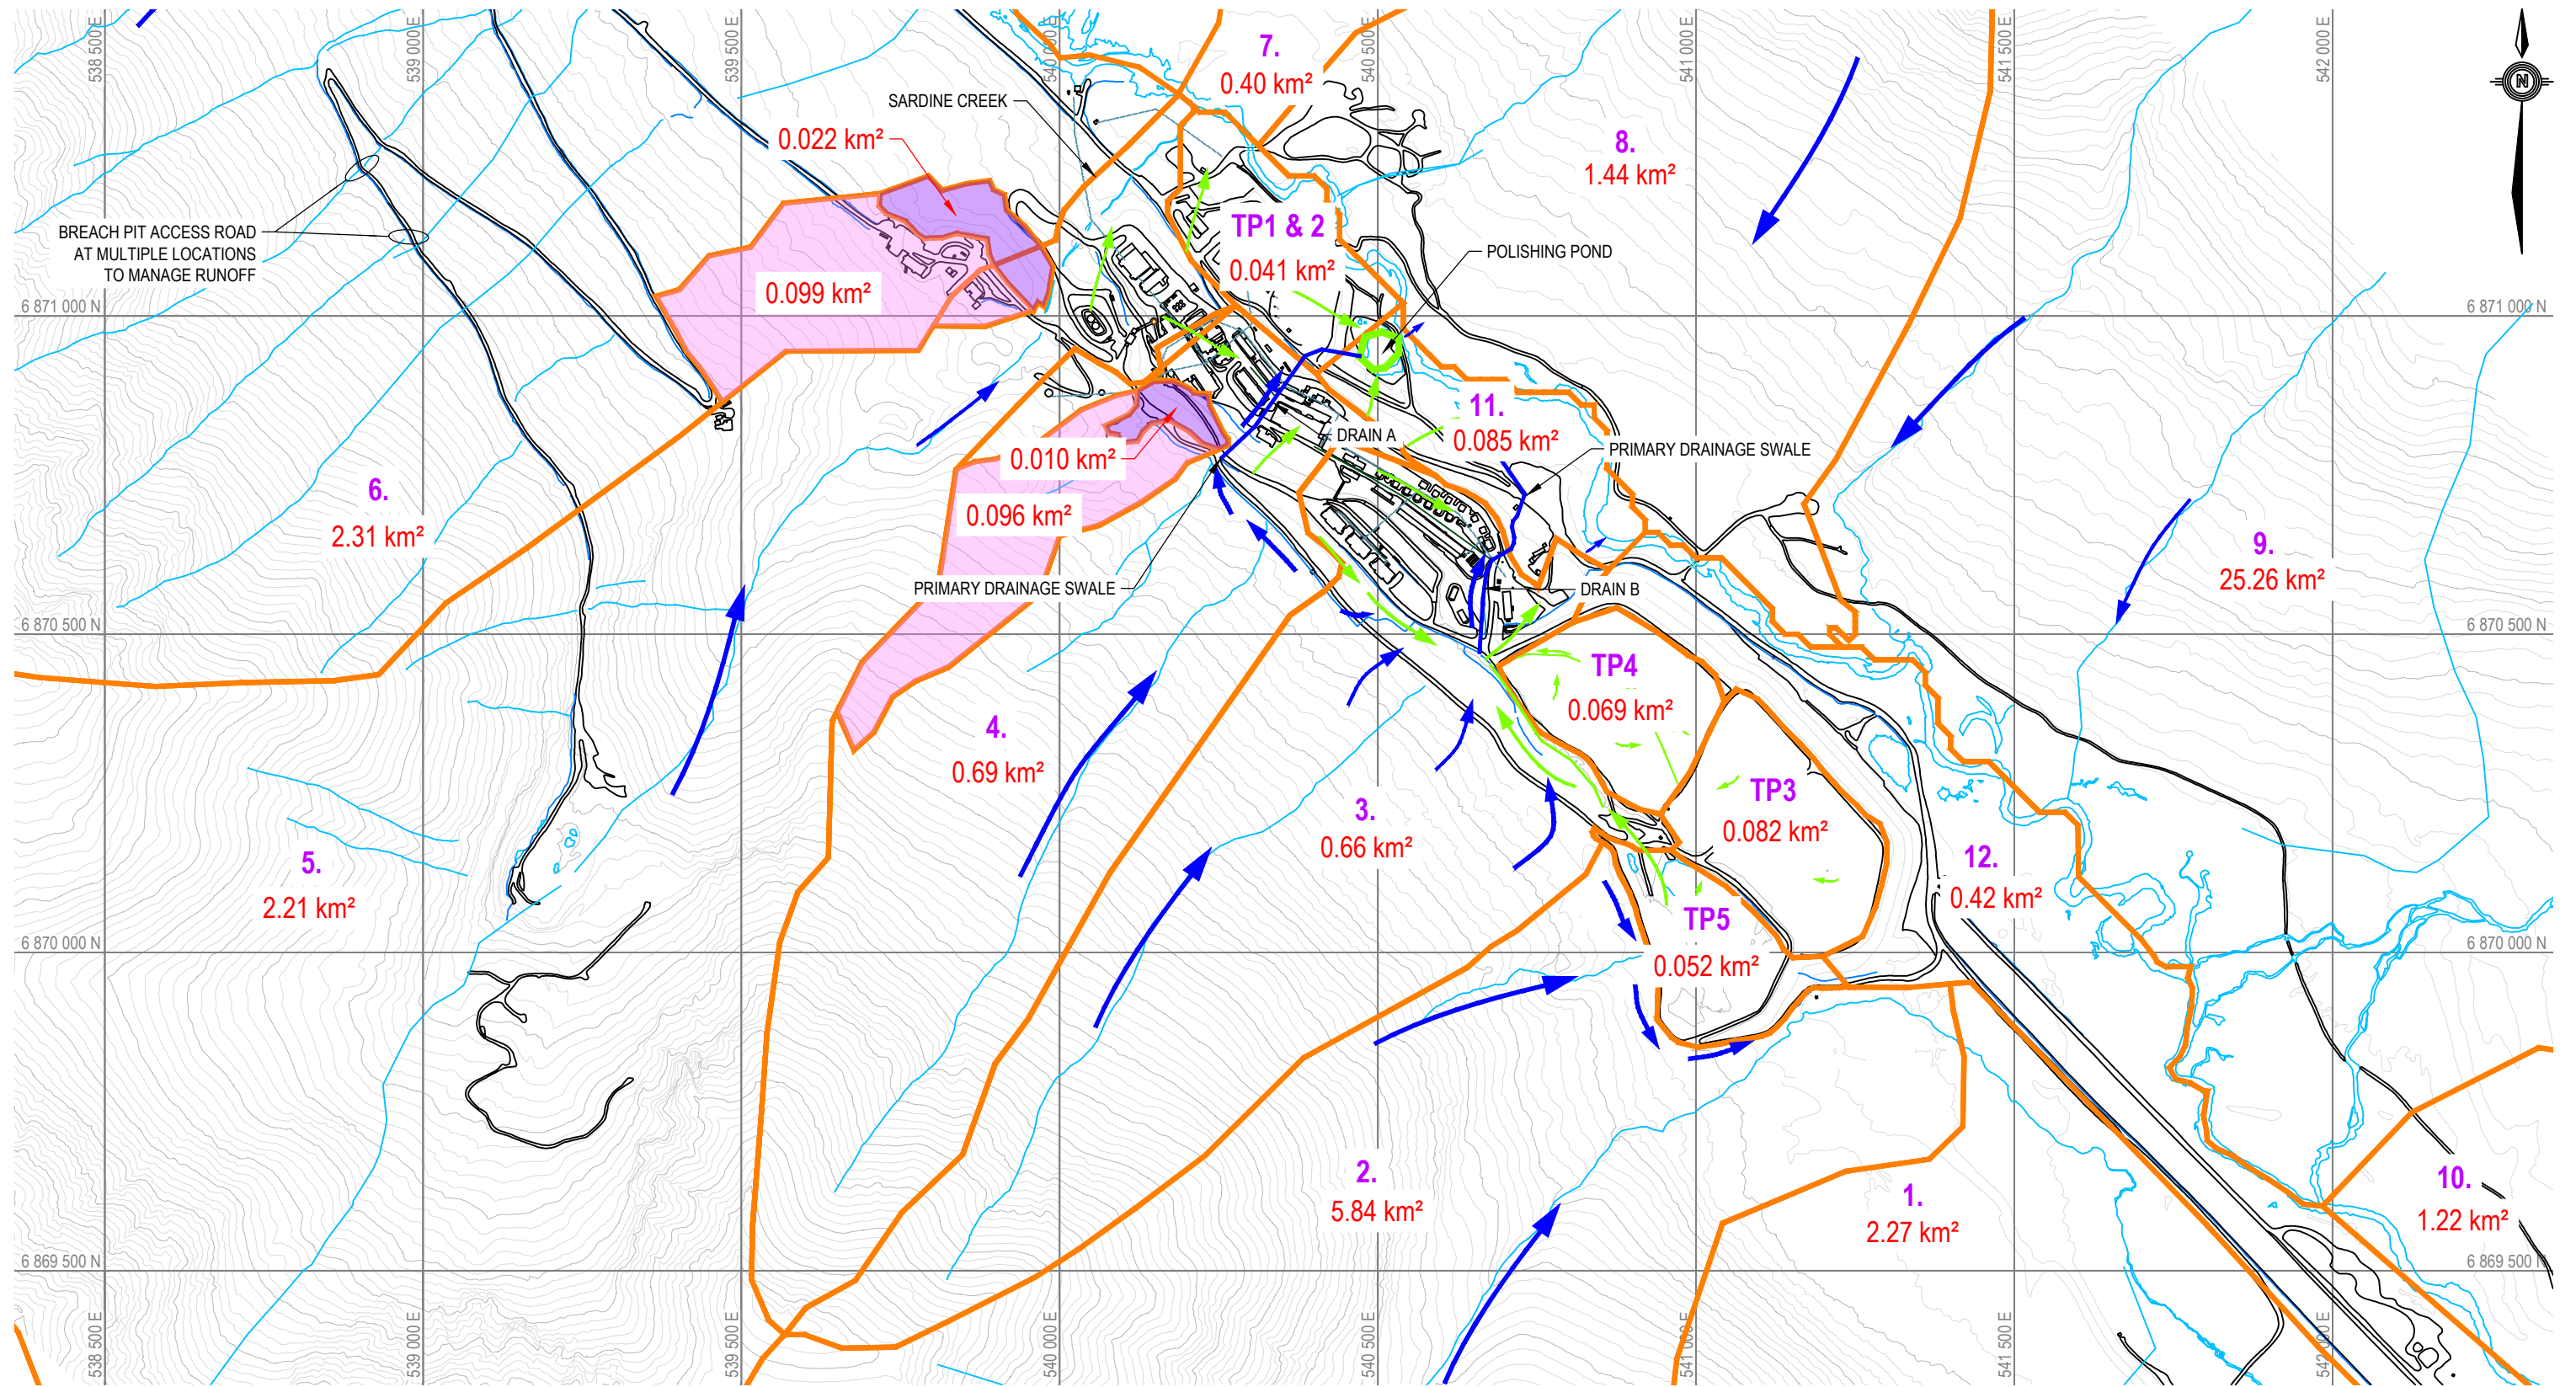 538 500 E
539 000 E
539 500 E
540 000 E
540 500 E
541 000 E
541 500 E
542 000 E
N
7.
0.40 km²
SARDINE CREEK
0.022 km²
8.
1.44 km²
TP1 & 2
0.041 km²
POLISHING POND
BREACH PIT ACCESS ROAD
AT MULTIPLE LOCATIONS
TO MANAGE RUNOFF
0.099 km²
6 871 000 N
6 871 000 N
11.
0.085 km²
DRAIN A
PRIMARY DRAINAGE SWALE
0.010 km²
6.
2.31 km²
0.096 km²
9.
25.26 km²
PRIMARY DRAINAGE SWALE
DRAIN B
6 870 500 N
6 870 500 N
TP4
0.069 km²
4.
0.69 km²
TP3
0.082 km²
3.
0.66 km²
5.
2.21 km²
12.
0.42 km²
TP5
0.052 km²
6 870 000 N
6 870 000 N
2.
5.84 km²
1.
2.27 km²
10.
1.22 km²
6 869 500 N
6 869 500 N
538 500 E
539 000 E
539 500 E
540 000 E
540 500 E
541 000 E
541 500 E
542 000 E